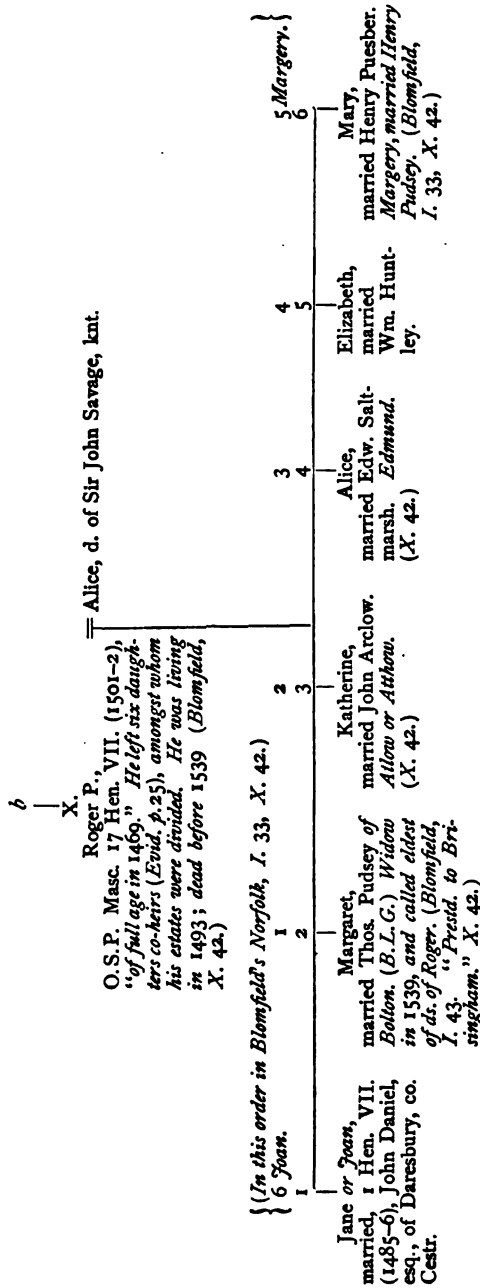 b
X.
Roger P., == Alice, d. of Sir John Savage, knt.
O.S.P. Masc. 17 Hen. VII. (1501–2),
"of full age in 1469." He left six daugh-
ters co-heirs (Evid. p. 25), amongst whom
his estates were divided. He was living
in 1493; dead before 1539 (Blomfield,
X. 42.)
{(In this order in Blomfield's Norfolk, I. 33, X. 42.)
{6 Joan. 1 2 3 4 5 Margery.}
1 2 3 4 5 6
Jane or Joan,
married, 1 Hen. VII.
(1485–6), John Daniel,
esq., of Daresbury, co.
Cestr.
Margaret,
married Thos. Pudsey of
Bolton. (B.L.G.) Widow
in 1539, and called eldest
of ds. of Roger. (Blomfield,
I. 43. "Prestd. to Bri-
singham." X. 42.)
Katherine,
married John Arclow.
Atlow or Atthow.
(X. 42.)
Alice,
married Edw. Salt-
marsh. Edmund.
(X. 42.)
Elizabeth,
married
Wm. Hunt-
ley.
Mary,
married Henry Puesber.
Margery, married Henry
Pudsey. (Blomfield,
I. 33, X. 42.)